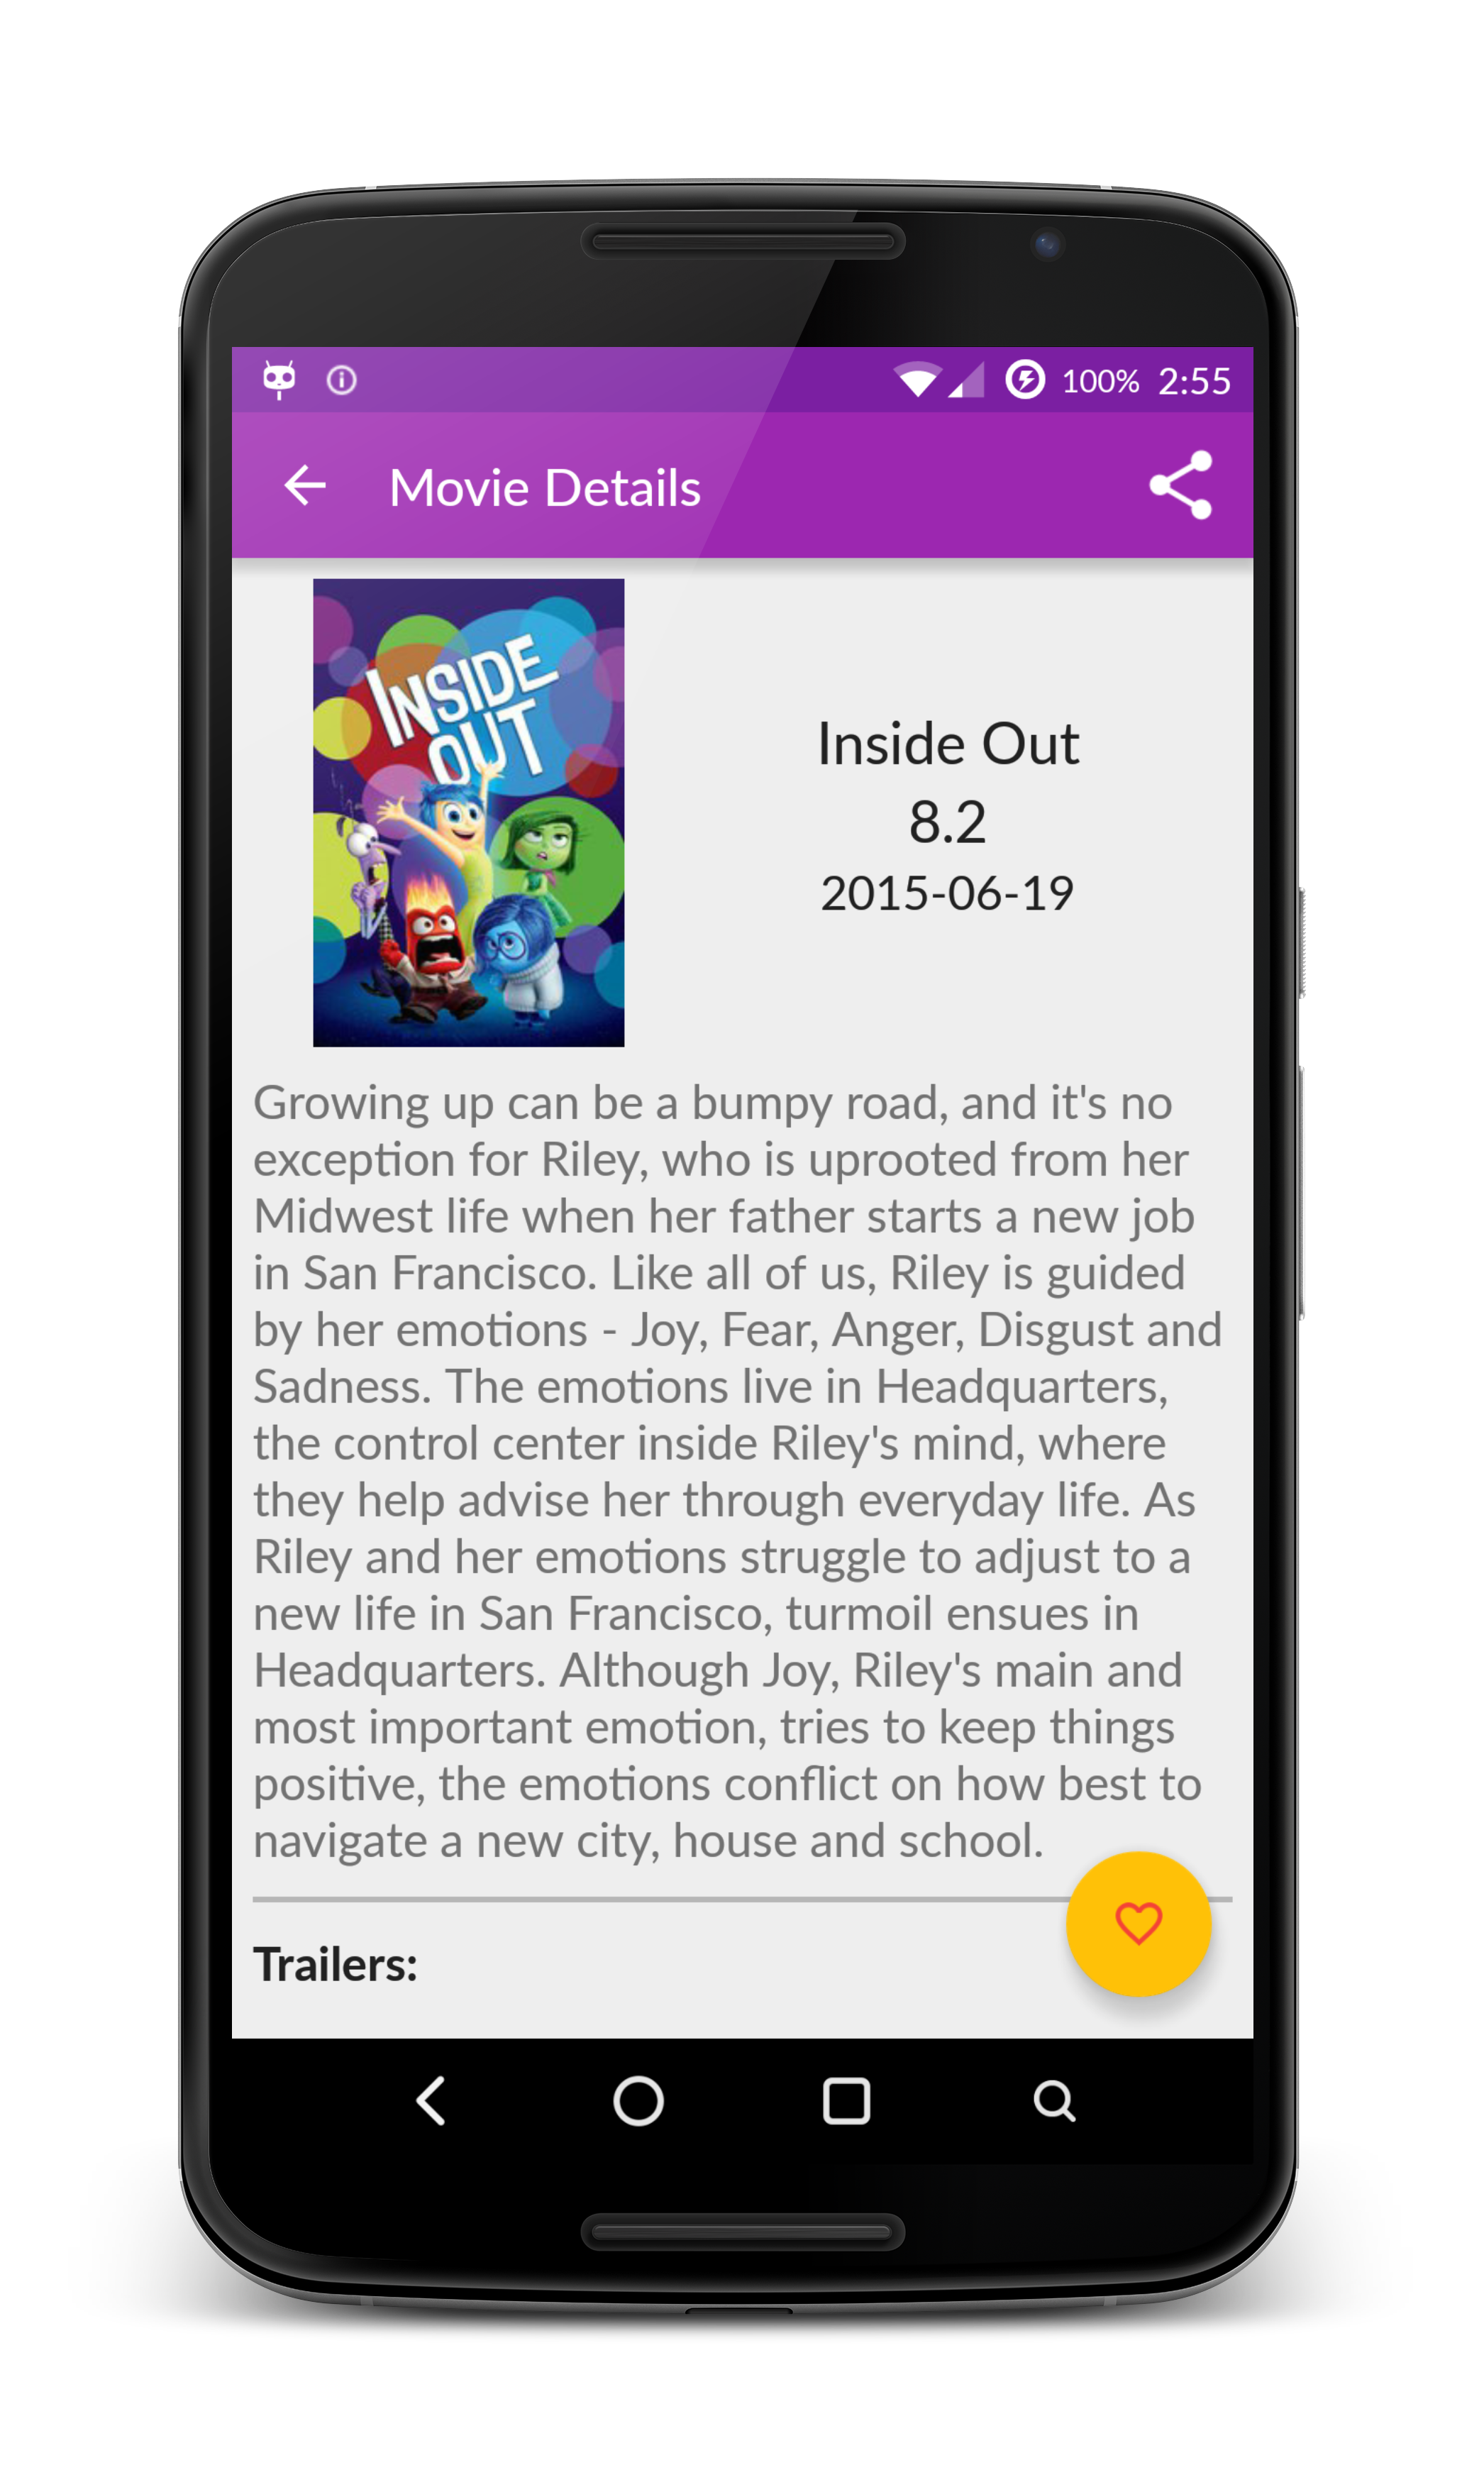 100% 2:55
Movie Details
INSIDE
OUT
Inside Out
8.2
2015-06-19
Growing up can be a bumpy road, and it's no
exception for Riley, who is uprooted from her
Midwest life when her father starts a new job
in San Francisco. Like all of us, Riley is guided
by her emotions - Joy, Fear, Anger, Disgust and
Sadness. The emotions live in Headquarters,
the control center inside Riley's mind, where
they help advise her through everyday life. As
Riley and her emotions struggle to adjust to a
new life in San Francisco, turmoil ensues in
Headquarters. Although Joy, Riley's main and
most important emotion, tries to keep things
positive, the emotions conflict on how best to
navigate a new city, house and school.
Trailers: